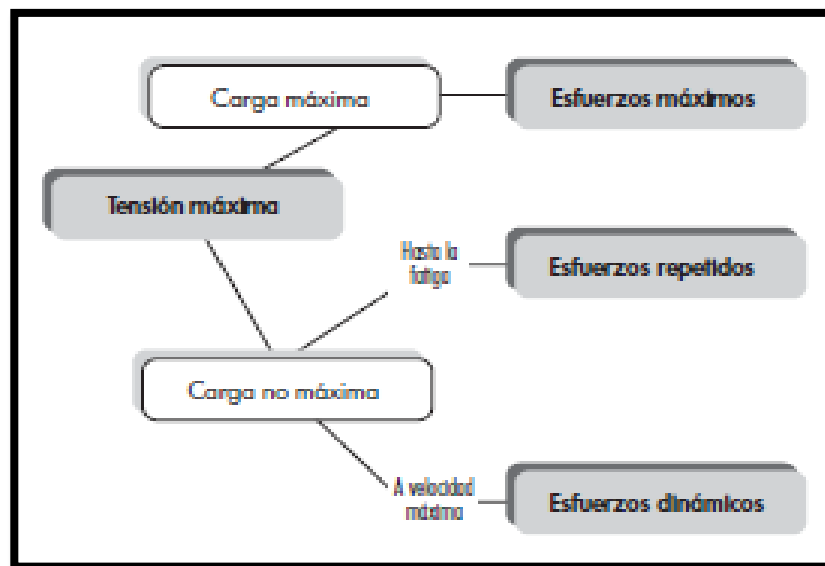 Carga máxima
Esfuerzos máximos
Tensión máxima
Hasta la
fatiga
Esfuerzos repetidos
Carga no máxima
A velocidad
máxima
Esfuerzos dinámicos